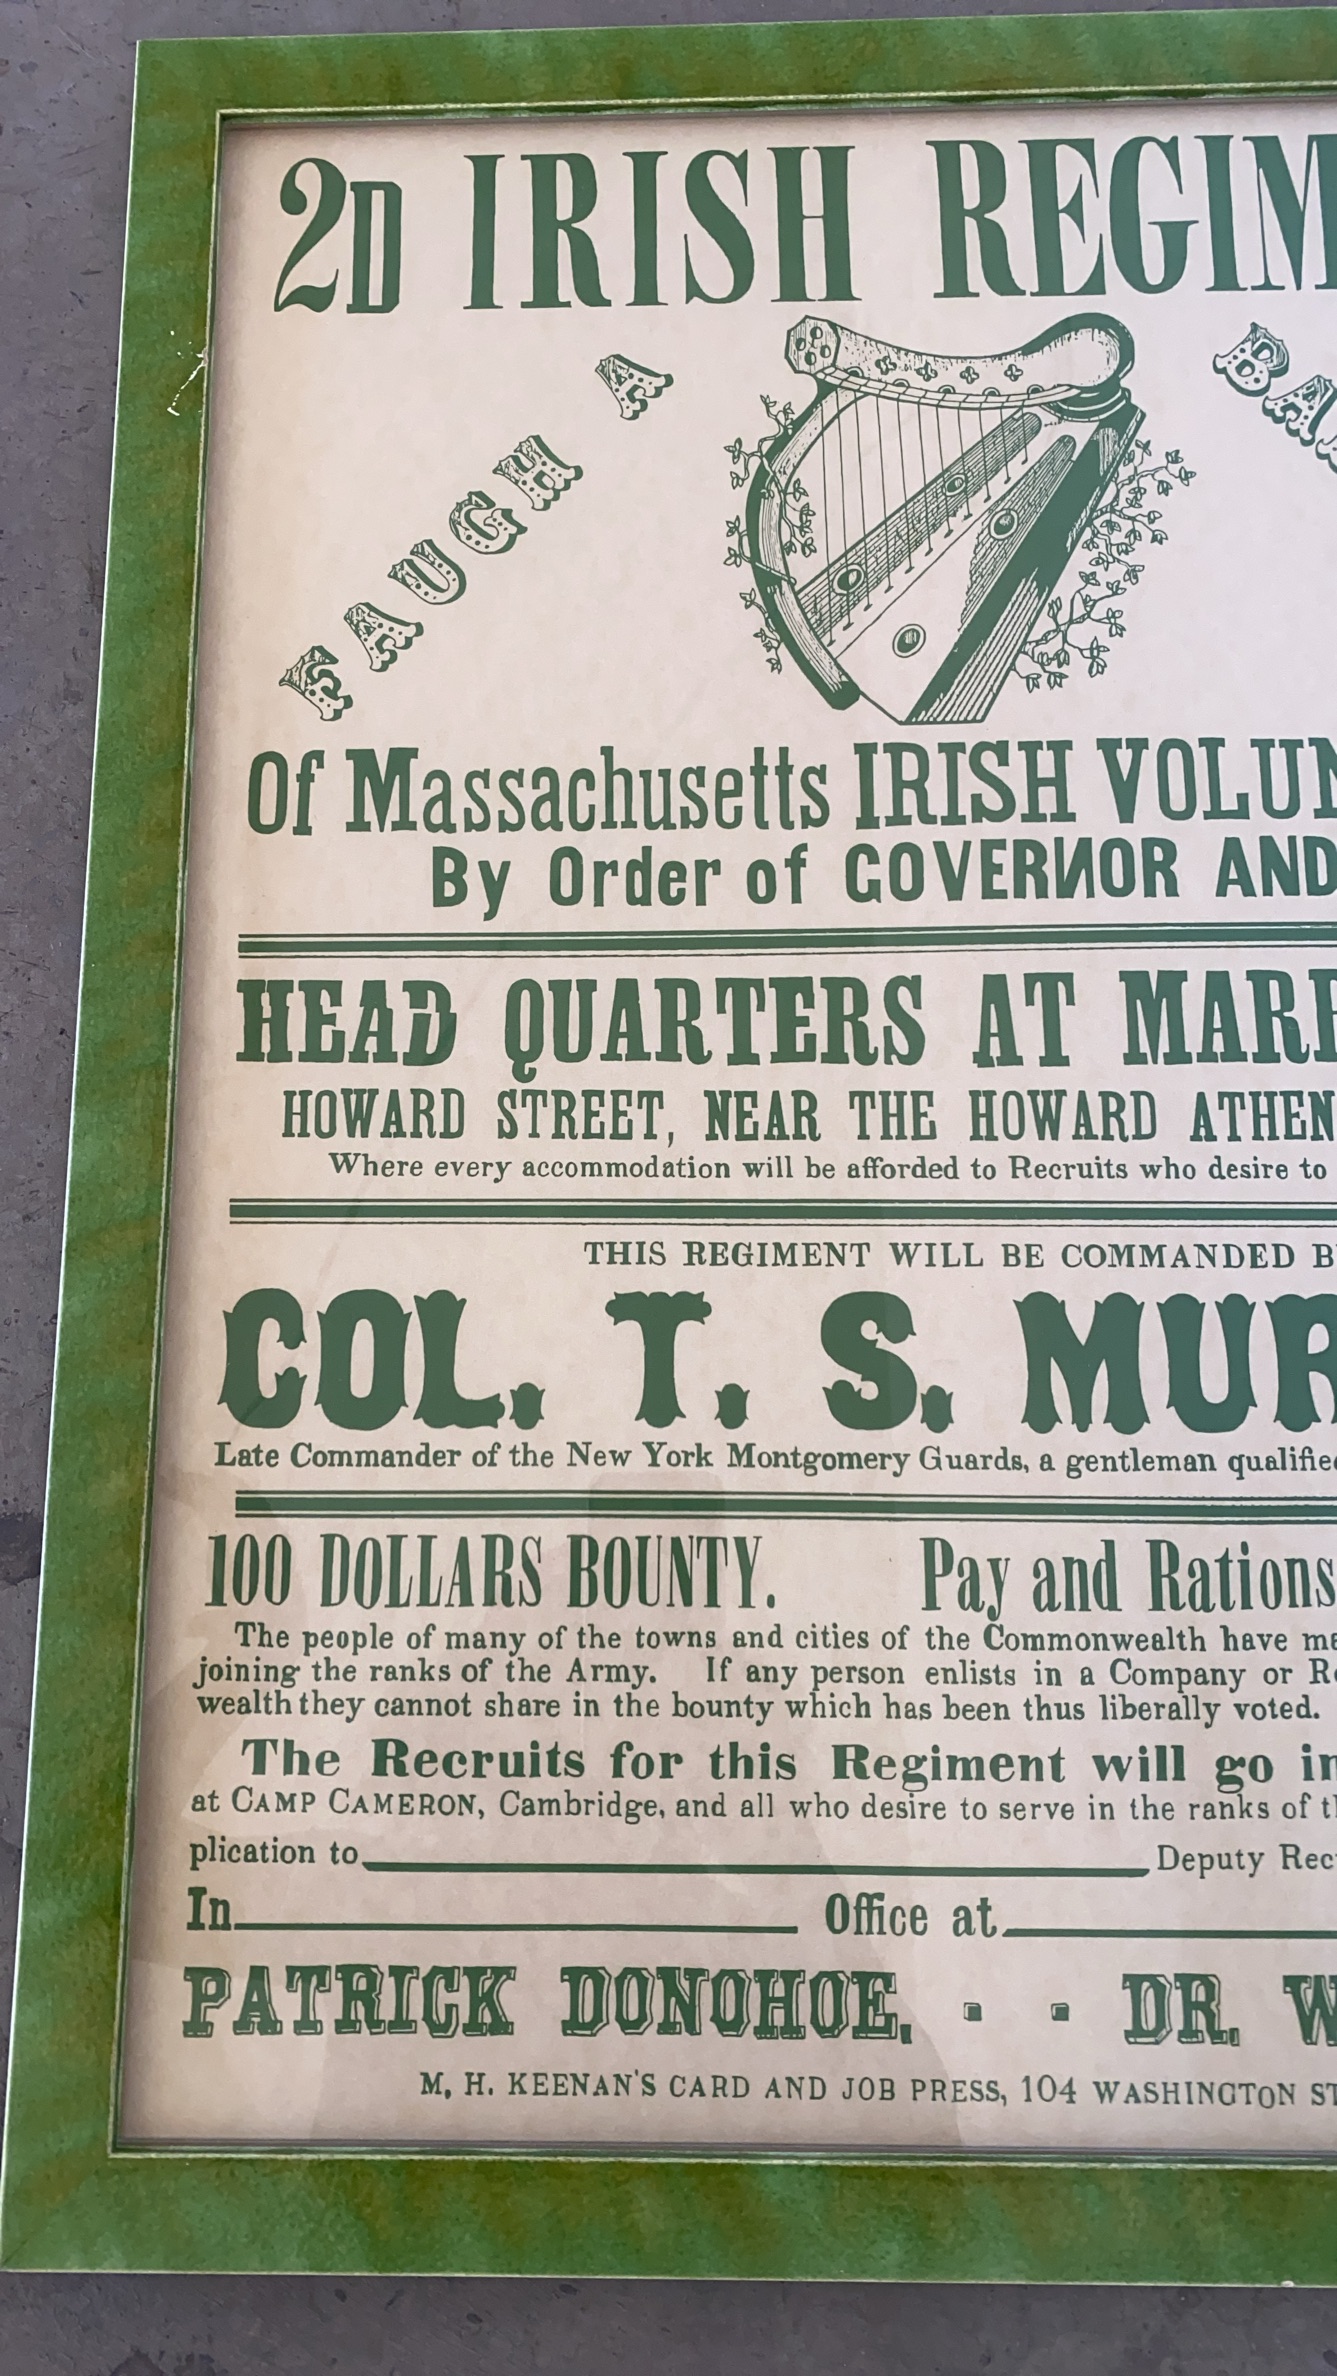 2D IRISH REGIM
FAUGH A BA
Of Massachusetts IRISH VOLUN
By Order of GOVERNOR AND
HEAD QUARTERS AT MAR
HOWARD STREET, NEAR THE HOWARD ATHEN
Where every accommodation will be afforded to Recruits who desire to
THIS REGIMENT WILL BE COMMANDED B
COL. T. S. MUR
Late Commander of the New York Montgomery Guards, a gentleman qualifie
100 DOLLARS BOUNTY. Pay and Rations
The people of many of the towns and cities of the Commonwealth have ma
joining the ranks of the Army. If any person enlists in a Company or Re
wealth they cannot share in the bounty which has been thus liberally voted.
The Recruits for this Regiment will go in
at CAMP CAMERON, Cambridge, and all who desire to serve in the ranks of th
plication to Deputy Rec
In Office at
PATRICK DONOHOE, - - DR. W
M, H. KEENAN'S CARD AND JOB PRESS, 104 WASHINGTON ST